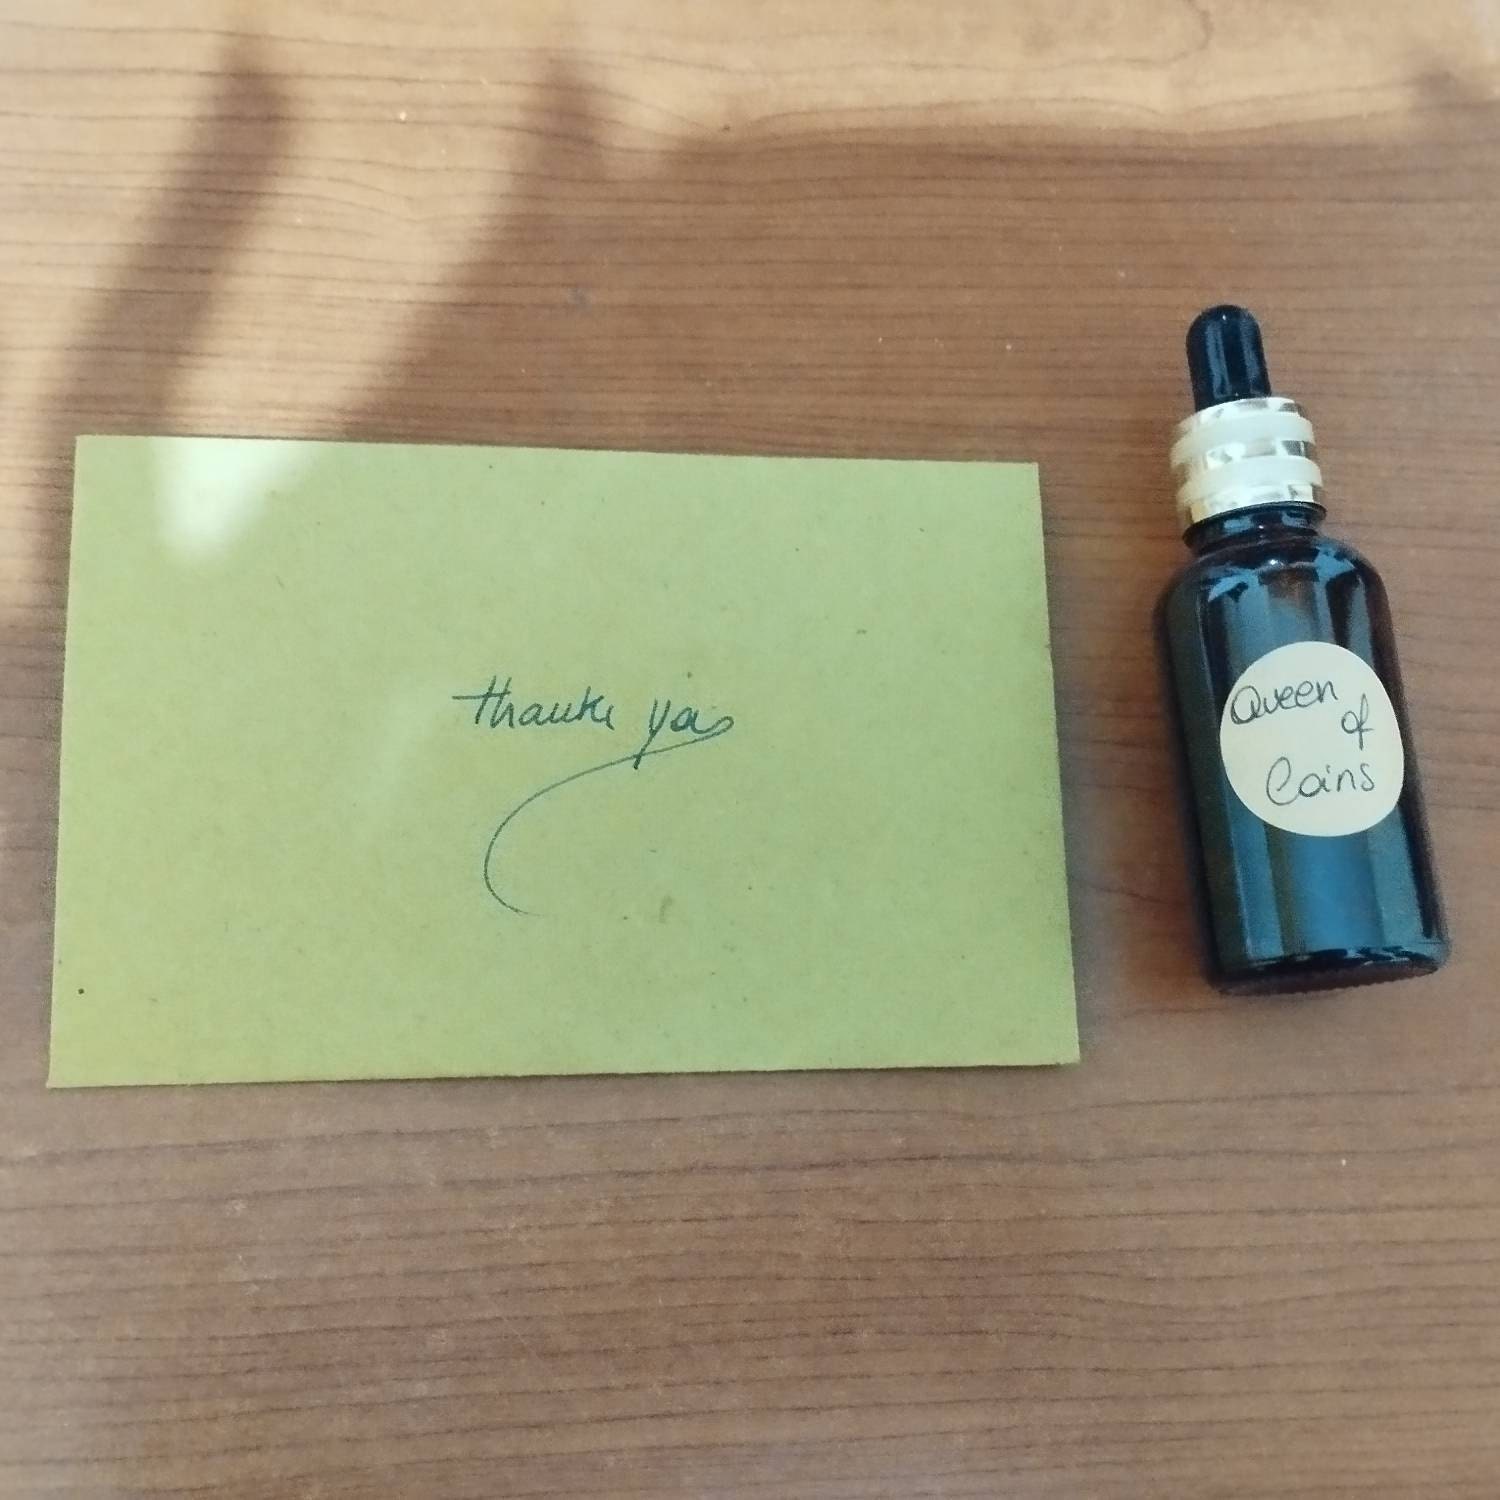 thank you
Queen
of
Coins